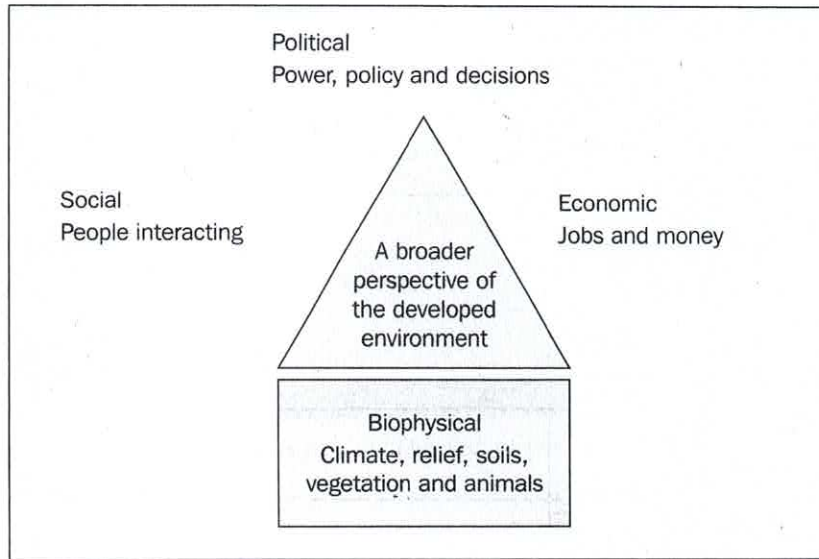 Political
Power, policy and decisions
Social
People interacting
Economic
Jobs and money
A broader
perspective of
the developed
environment
Biophysical
Climate, relief, soils,
vegetation and animals